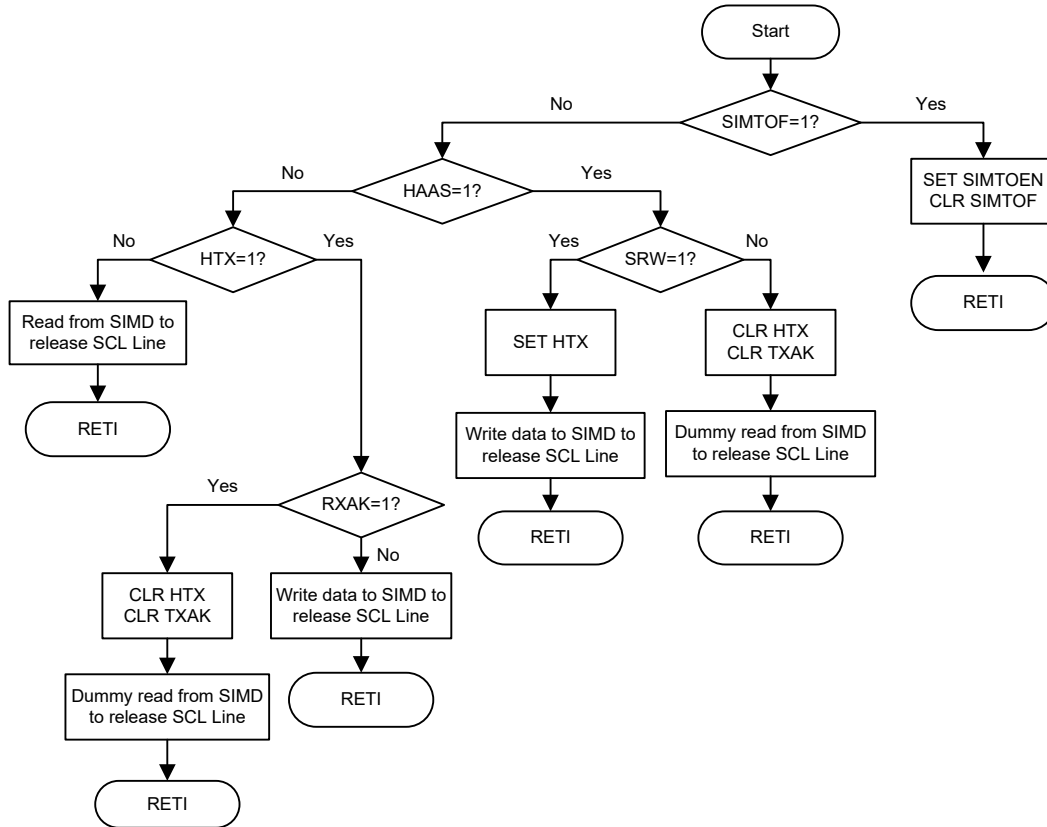 Start
No
Yes
SIMTOF=1?
No
HAAS=1?
Yes
SET SIMTOEN
CLR SIMTOF
No
HTX=1?
Yes
Yes
SRW=1?
No
RETI
Read from SIMD to
release SCL Line
SET HTX
CLR HTX
CLR TXAK
RETI
Write data to SIMD to
release SCL Line
Dummy read from SIMD
to release SCL Line
Yes
RXAK=1?
RETI
RETI
No
CLR HTX
CLR TXAK
Write data to SIMD to
release SCL Line
Dummy read from SIMD
to release SCL Line
RETI
RETI